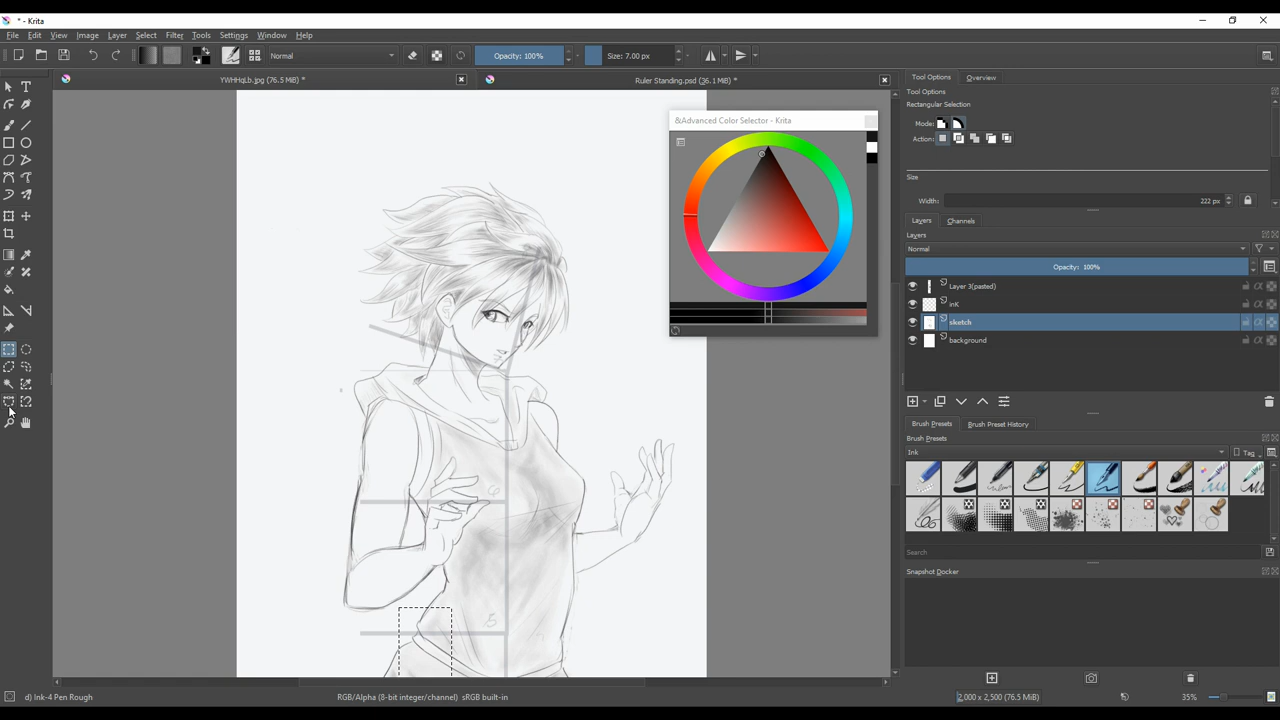 * - Krita
File Edit View Image Layer Select Filter Tools Settings Window Help
Normal Opacity: 100% Size: 7.00 px
YWHHqLb.jpg (76.5 MiB) * Ruler Standing.psd (36.1 MiB) *
&Advanced Color Selector - Krita
Tool Options Overview
Tool Options
Rectangular Selection
Mode:
Action:
Size
Width: 222 px
Layers Channels
Layers
Normal
Opacity: 100%
Layer 3(pasted)
inK
sketch
background
Brush Presets Brush Preset History
Brush Presets
Ink Tag
Search
Snapshot Docker
6
5
d) Ink-4 Pen Rough RGB/Alpha (8-bit integer/channel) sRGB built-in 2,000 x 2,500 (76.5 MiB) 35%